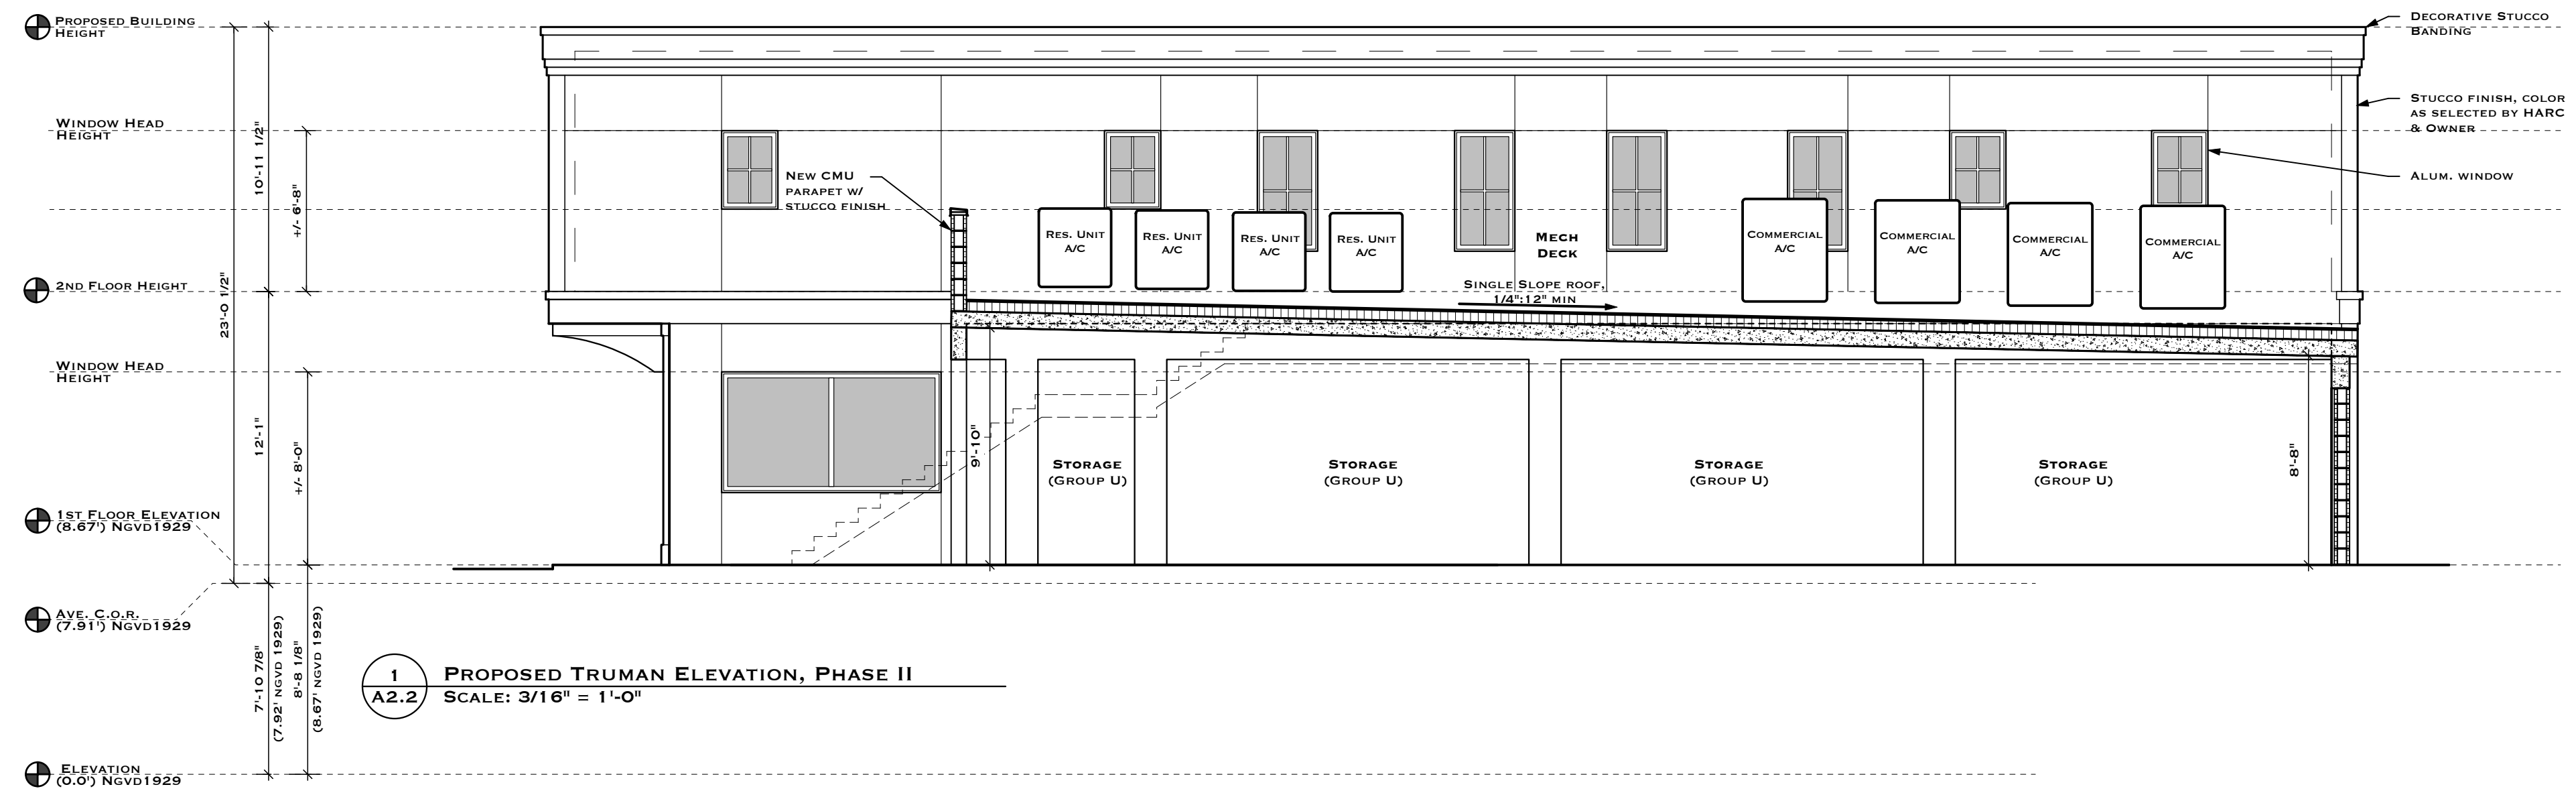 Proposed Building
Height
Window Head
Height
2nd Floor Height
Window Head
Height
1st Floor Elevation
(8.67') Ngvd1929
Ave. C.o.r.
(7.91') Ngvd1929
Elevation
(0.0') Ngvd1929
23'-0 1/2"
10'-11 1/2"
+/- 6'-8"
12'-1"
+/- 8'-0"
7'-10 7/8"
(7.92' NGVD 1929)
8'-8 1/8"
(8.67' NGVD 1929)
New CMU
parapet w/
stucco finish
Res. Unit
A/C
Res. Unit
A/C
Res. Unit
A/C
Res. Unit
A/C
Mech
Deck
Single Slope roof,
1/4":12" min
Commercial
A/C
Commercial
A/C
Commercial
A/C
Commercial
A/C
Decorative Stucco
Banding
Stucco finish, color
as selected by HARC
& Owner
Alum. window
9'-10"
Storage
(Group U)
Storage
(Group U)
Storage
(Group U)
Storage
(Group U)
8'-8"
1
A2.2
Proposed Truman Elevation, Phase II
Scale: 3/16" = 1'-0"